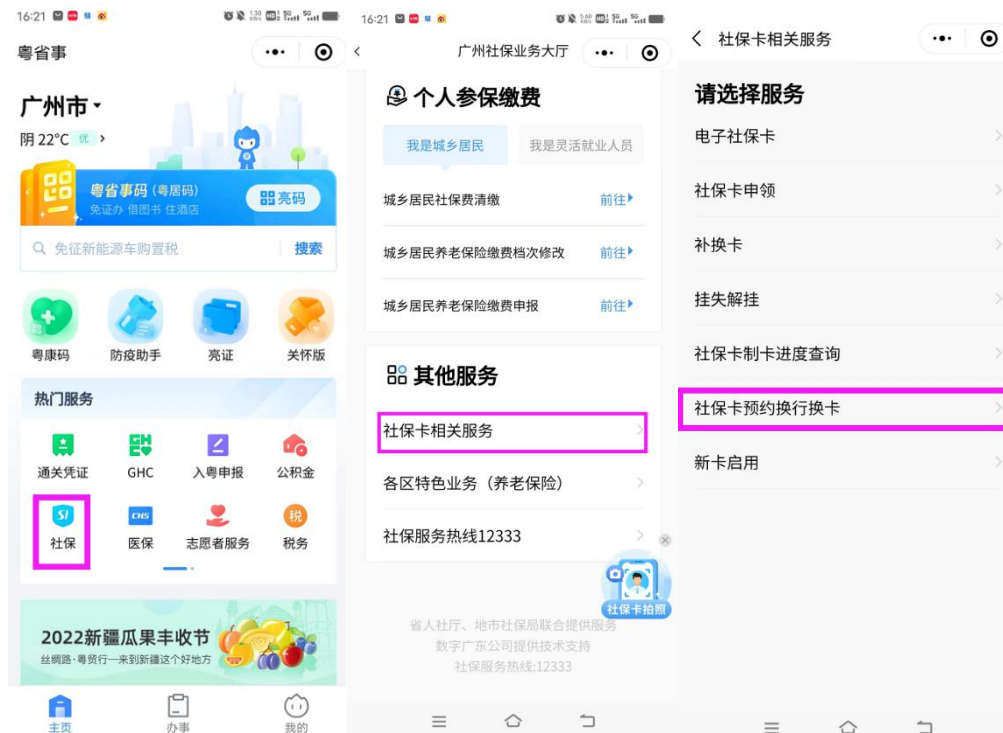 16:21
粤省事
广州市
阴 22°C 优 >
粤省事码 (粤居码)
免证办 借图书 住酒店
亮码
免征新能源车购置税
搜索
粤康码
防疫助手
亮证
关怀版
热门服务
通关凭证
GHC
入粤申报
公积金
SI
CHS
税
社保
医保
志愿者服务
税务
2022新疆瓜果丰收节
丝绸路·粤贸行—来到新疆这个好地方
主页
办事
我的
16:21
< 广州社保业务大厅
个人参保缴费
我是城乡居民
我是灵活就业人员
城乡居民社保费清缴 前往
城乡居民养老保险缴费档次修改 前往
城乡居民养老保险缴费申报 前往
其他服务
社保卡相关服务 >
各区特色业务（养老保险） >
社保服务热线12333 >
社保卡拍照
省人社厅、地市社保局联合提供服务
数字广东公司提供技术支持
社保服务热线:12333
< 社保卡相关服务
请选择服务
电子社保卡 >
社保卡申领 >
补换卡 >
挂失解挂 >
社保卡制卡进度查询 >
社保卡预约换行换卡 >
新卡启用 >